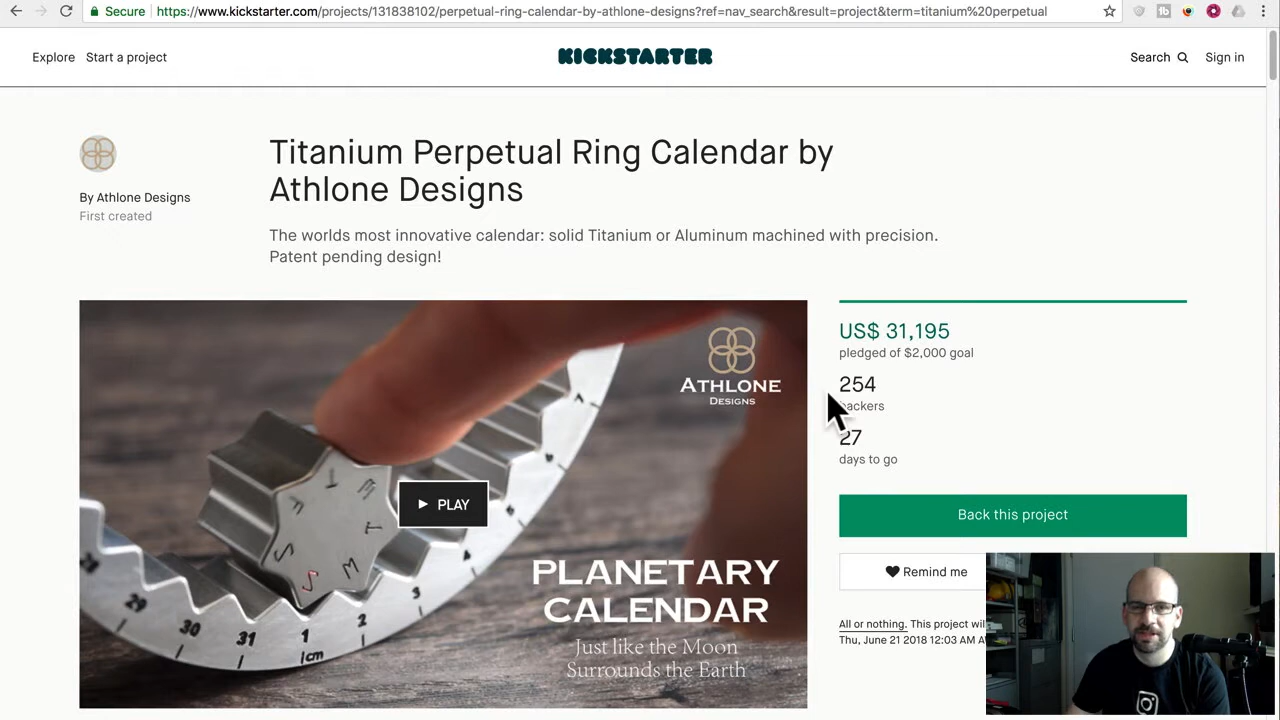 Secure
https://www.kickstarter.com/projects/131838102/perpetual-ring-calendar-by-athlone-designs?ref=nav_search&result=project&term=titanium%20perpetual
Explore Start a project
KICKSTARTER
Search Sign in
Titanium Perpetual Ring Calendar by
Athlone Designs
By Athlone Designs
First created
The worlds most innovative calendar: solid Titanium or Aluminum machined with precision.
Patent pending design!
ATHLONE
DESIGNS
US$ 31,195
pledged of $2,000 goal
254
backers
27
days to go
PLAY
Back this project
Remind me
PLANETARY
CALENDAR
Just like the Moon
Surrounds the Earth
T
M
S
S
29
30
31
1
2
3
4
cm
All or nothing. This project wil
Thu, June 21 2018 12:03 AM A